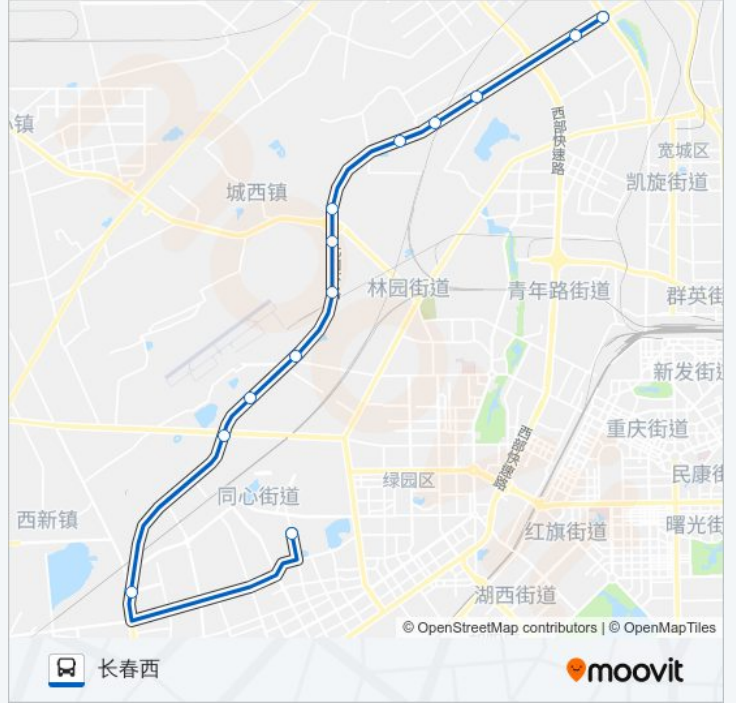 西部快速路
小镇
宽城区
凯旋街道
城西镇
林园街道
青年路街道
群英街
新发街道
重庆街道
西部快速路
民康街
绿园区
同心街道
西新镇
红旗街道
曙光街
湖西街道
© OpenStreetMap contributors | © OpenMapTiles
长春西
moovit